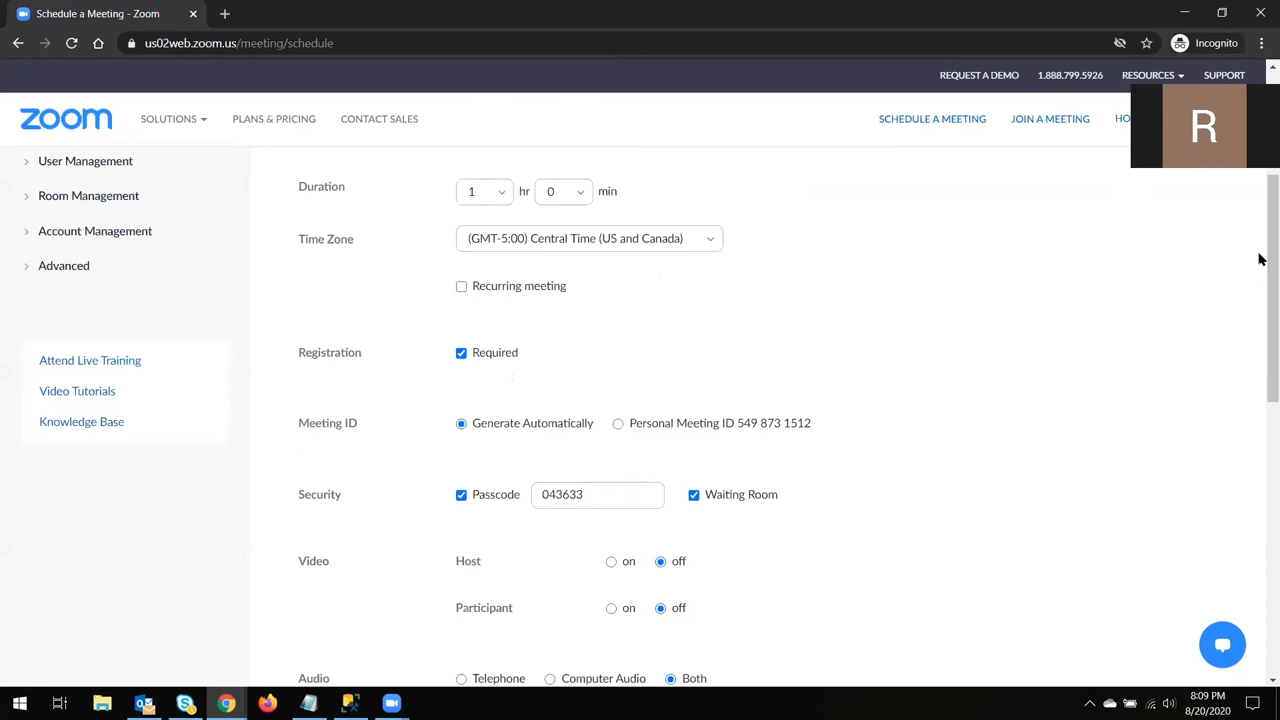 Schedule a Meeting - Zoom
us02web.zoom.us/meeting/schedule
Incognito
REQUEST A DEMO 1.888.799.5926 RESOURCES SUPPORT
zoom SOLUTIONS PLANS & PRICING CONTACT SALES SCHEDULE A MEETING JOIN A MEETING HO
R
User Management
Room Management
Account Management
Advanced
Attend Live Training
Video Tutorials
Knowledge Base
Duration 1 hr 0 min
Time Zone (GMT-5:00) Central Time (US and Canada)
Recurring meeting
Registration Required
Meeting ID Generate Automatically Personal Meeting ID 549 873 1512
Security Passcode 043633 Waiting Room
Video Host on off
Participant on off
Audio Telephone Computer Audio Both
8:09 PM
8/20/2020